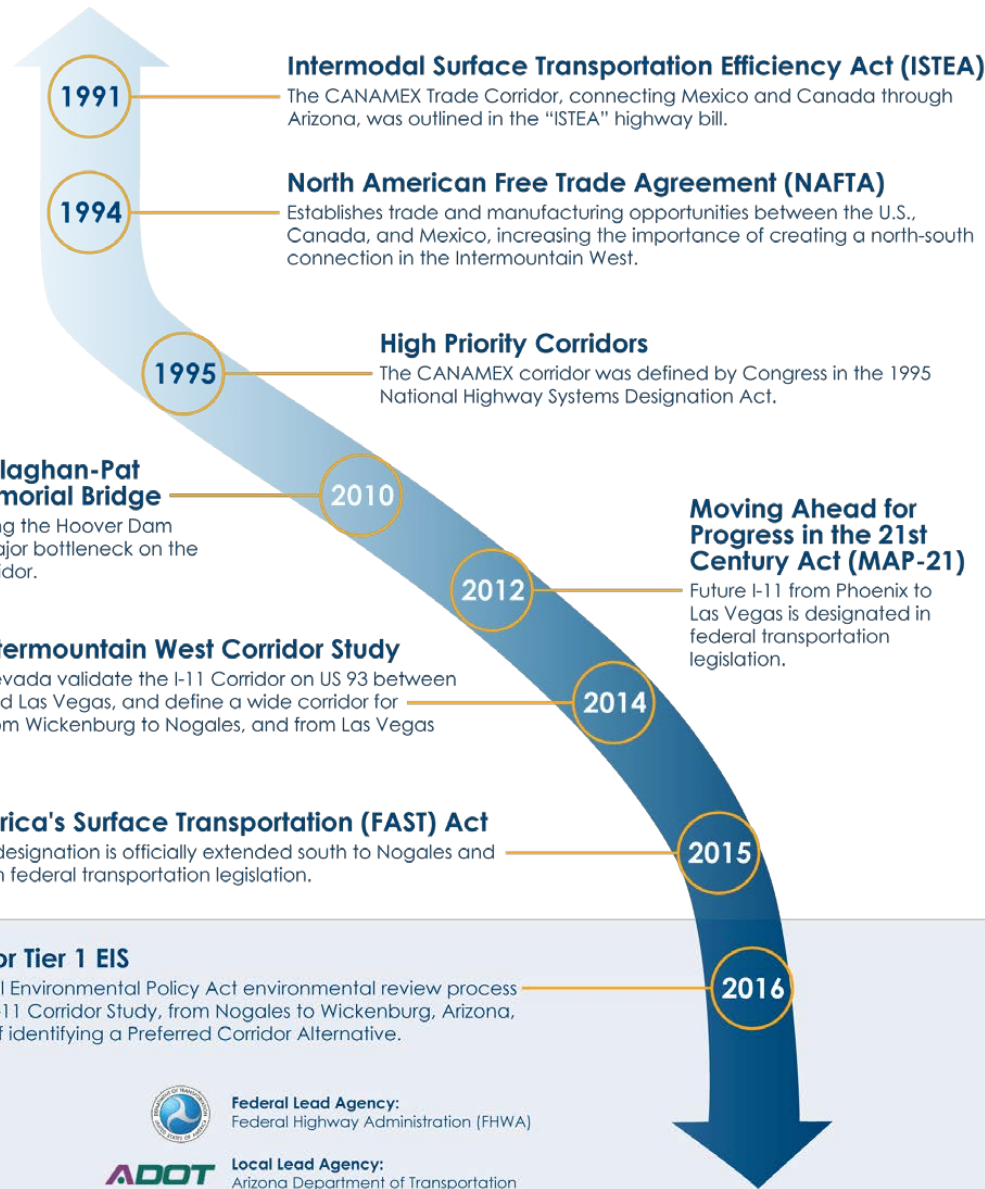 1991
Intermodal Surface Transportation Efficiency Act (ISTEA)
The CANAMEX Trade Corridor, connecting Mexico and Canada through
Arizona, was outlined in the “ISTEA” highway bill.
1994
North American Free Trade Agreement (NAFTA)
Establishes trade and manufacturing opportunities between the U.S.,
Canada, and Mexico, increasing the importance of creating a north-south
connection in the Intermountain West.
1995
High Priority Corridors
The CANAMEX corridor was defined by Congress in the 1995
National Highway Systems Designation Act.
laghan-Pat
morial Bridge
ng the Hoover Dam
ajor bottleneck on the
idor.
2010
2012
Moving Ahead for
Progress in the 21st
Century Act (MAP-21)
Future I-11 from Phoenix to
Las Vegas is designated in
federal transportation
legislation.
termountain West Corridor Study
evada validate the I-11 Corridor on US 93 between
d Las Vegas, and define a wide corridor for
om Wickenburg to Nogales, and from Las Vegas
2014
rica's Surface Transportation (FAST) Act
designation is officially extended south to Nogales and
n federal transportation legislation.
2015
or Tier 1 EIS
l Environmental Policy Act environmental review process
-11 Corridor Study, from Nogales to Wickenburg, Arizona,
f identifying a Preferred Corridor Alternative.
2016
Federal Lead Agency:
Federal Highway Administration (FHWA)
ADOT
Local Lead Agency:
Arizona Department of Transportation